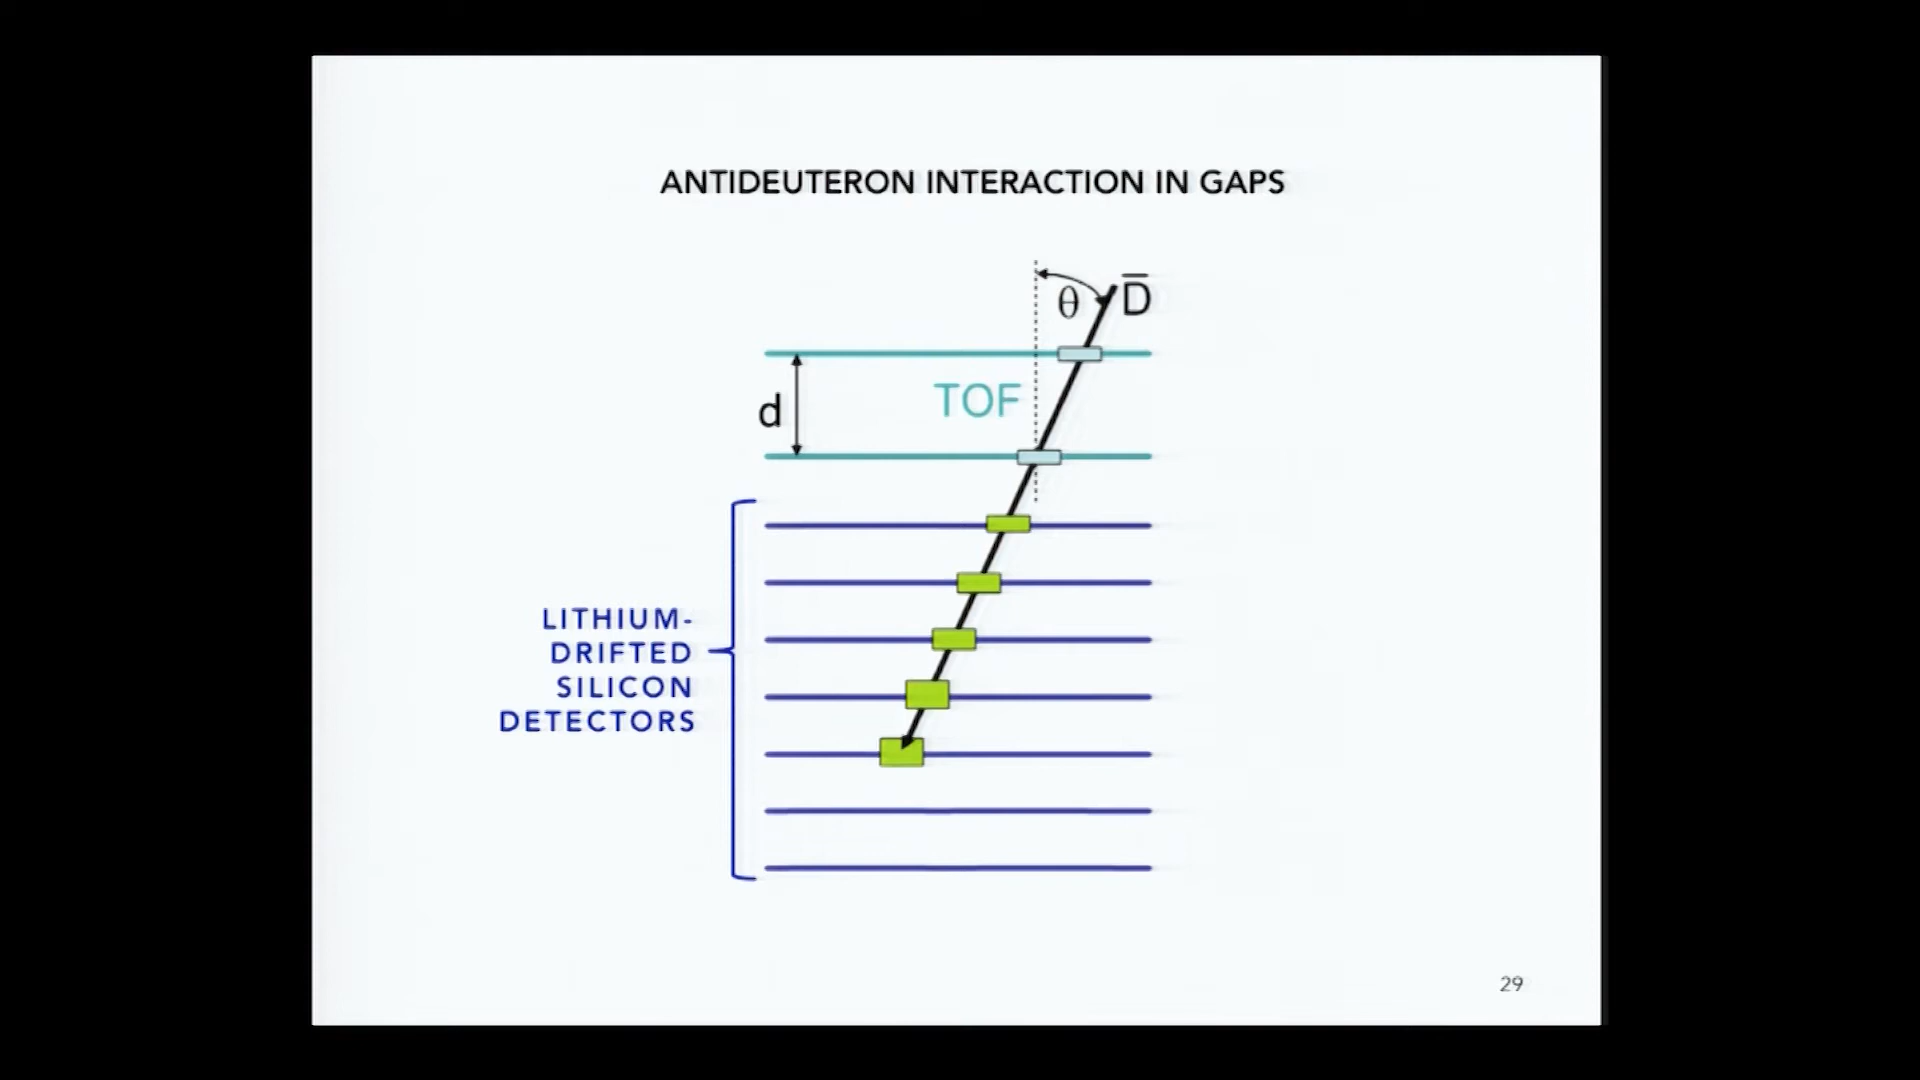 ANTIDEUTERON INTERACTION IN GAPS
θ
D̅
TOF
d
LITHIUM-
DRIFTED
SILICON
DETECTORS
29